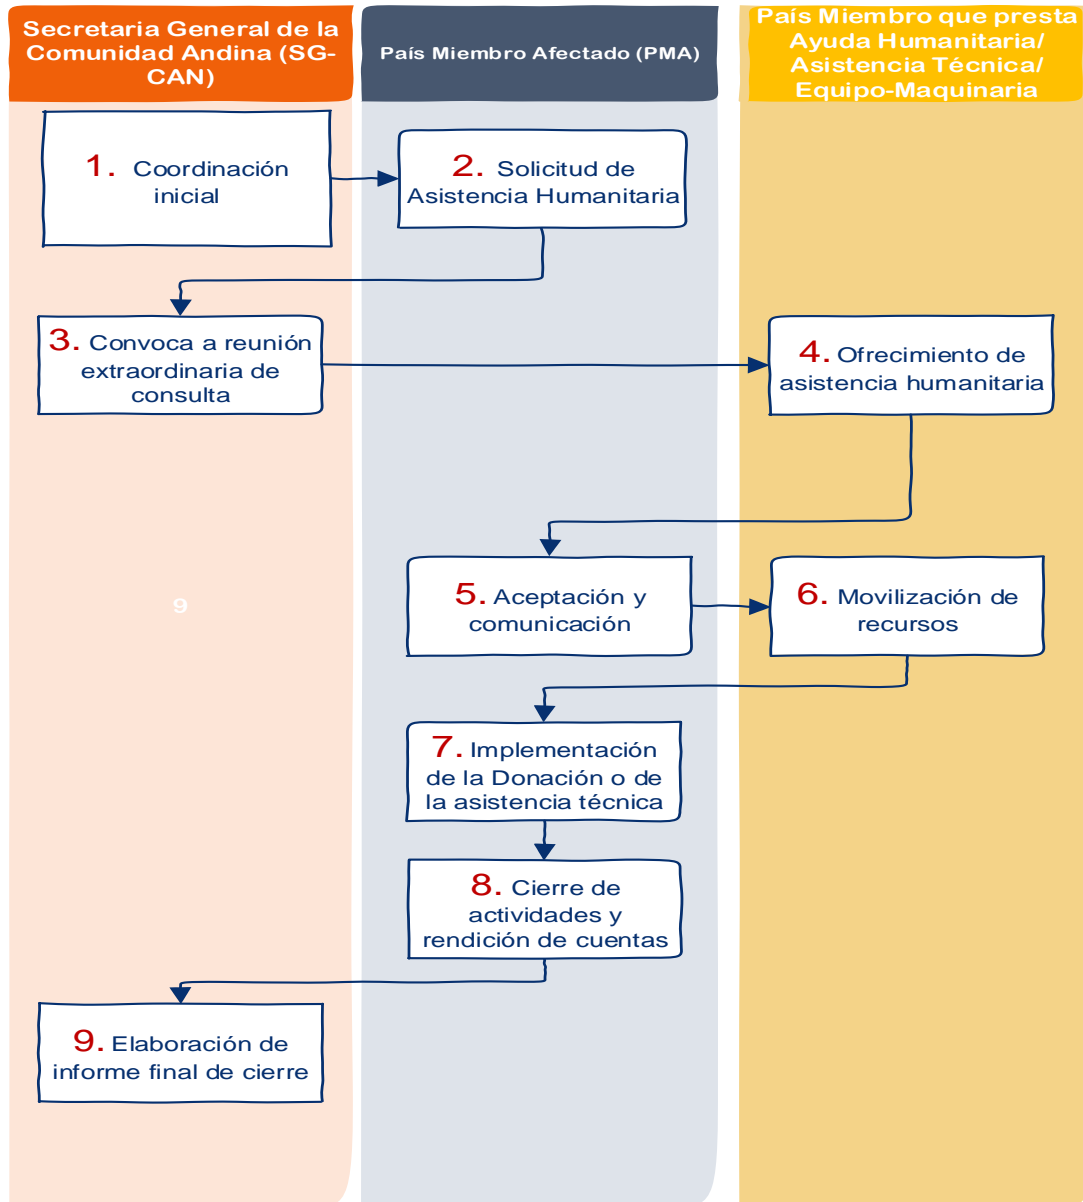 Secretaria General de la
Comunidad Andina (SG-
CAN)
País Miembro Afectado (PMA)
País Miembro que presta
Ayuda Humanitaria/
Asistencia Técnica/
Equipo-Maquinaria
1. Coordinación
inicial
2. Solicitud de
Asistencia Humanitaria
3. Convoca a reunión
extraordinaria de
consulta
4. Ofrecimiento de
asistencia humanitaria
9
5. Aceptación y
comunicación
6. Movilización de
recursos
7. Implementación
de la Donación o de
la asistencia técnica
8. Cierre de
actividades y
rendición de cuentas
9. Elaboración de
informe final de cierre